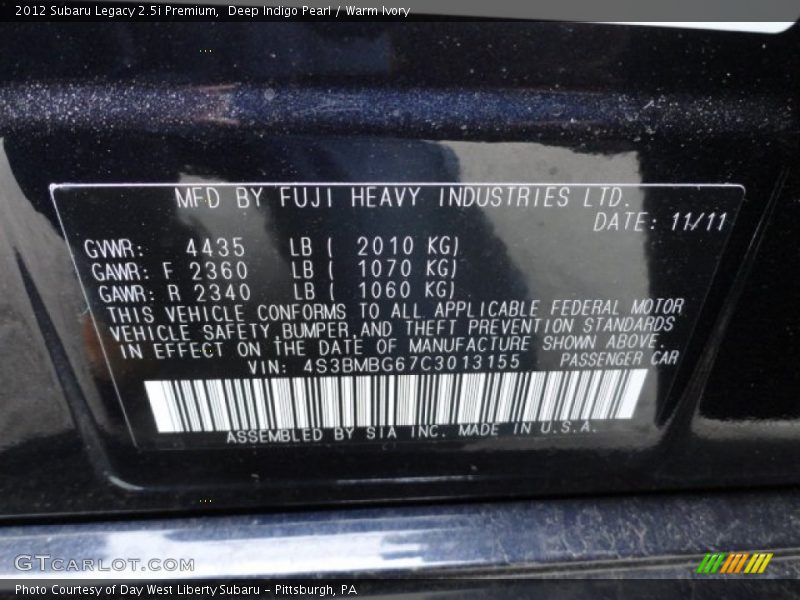 2012 Subaru Legacy 2.5i Premium,  Deep Indigo Pearl / Warm Ivory
MFD BY FUJI HEAVY INDUSTRIES LTD.
DATE: 11/11
GVWR: 4435 LB ( 2010 KG)
GAWR: F 2360 LB ( 1070 KG)
GAWR: R 2340 LB ( 1060 KG)
THIS VEHICLE CONFORMS TO ALL APPLICABLE FEDERAL MOTOR
VEHICLE SAFETY,BUMPER,AND THEFT PREVENTION STANDARDS
IN EFFECT ON THE DATE OF MANUFACTURE SHOWN ABOVE.
VIN: 4S3BMBG67C3013155 PASSENGER CAR
ASSEMBLED BY SIA INC. MADE IN U.S.A.
GTCARLOT.COM
Photo Courtesy of Day West Liberty Subaru - Pittsburgh, PA